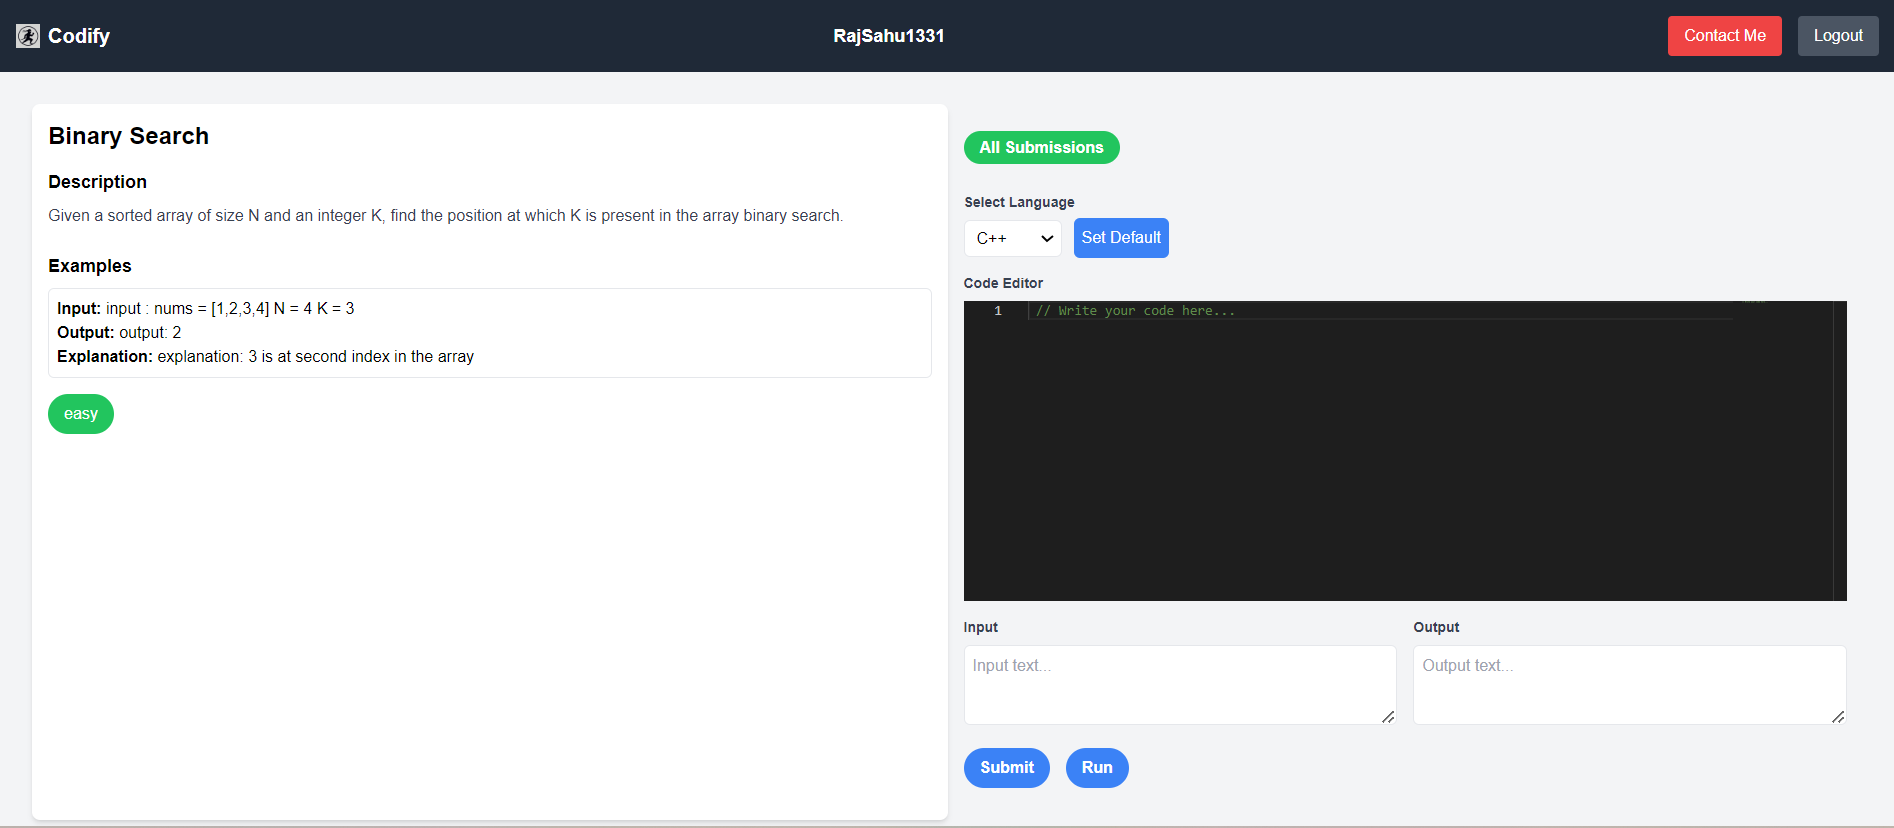 Codify
RajSahu1331
Contact Me
Logout
Binary Search
Description
Given a sorted array of size N and an integer K, find the position at which K is present in the array binary search.
Examples
Input: input : nums = [1,2,3,4] N = 4 K = 3
Output: output: 2
Explanation: explanation: 3 is at second index in the array
easy
All Submissions
Select Language
C++
Set Default
Code Editor
1 // Write your code here...
Input
Output
Input text...
Output text...
Submit
Run